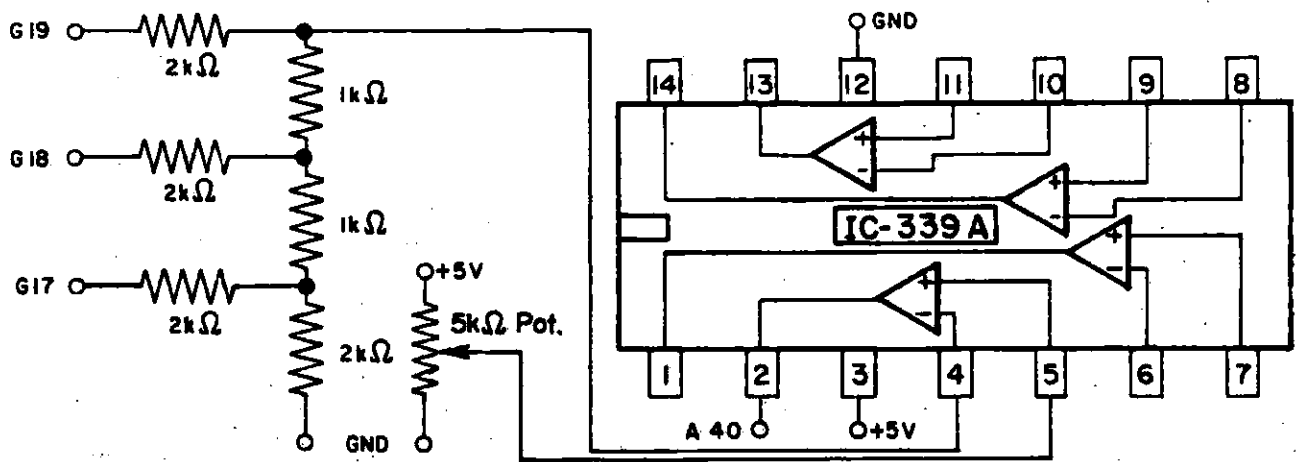 G19
2kΩ
1kΩ
G18
2kΩ
1kΩ
G17
2kΩ
2kΩ
GND
+5V
5kΩ Pot.
GND
14 13 12 11 10 9 8
+
-
+
-
IC-339A
+
-
+
-
1 2 3 4 5 6 7
A 40
+5V